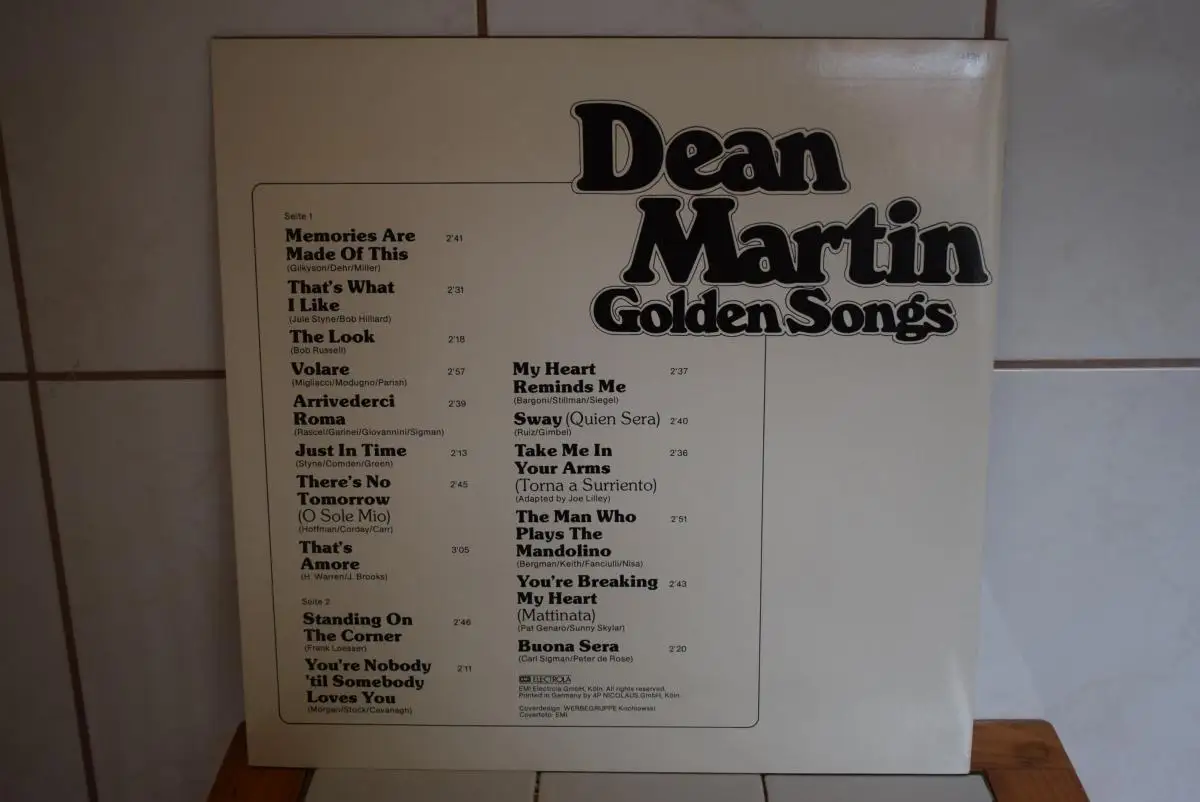 Dean
Martin
Golden Songs
Seite 1
Memories Are 2'41
Made Of This
(Gilkyson/Dehr/Miller)
That's What 2'31
I Like
(Jule Styne/Bob Hilliard)
The Look 2'18
(Bob Russell)
Volare 2'57
(Migliacci/Modugno/Parish)
Arrivederci 2'39
Roma
(Rascel/Garinei/Giovannini/Sigman)
Just In Time 2'13
(Styne/Comden/Green)
There's No 2'45
Tomorrow
(O Sole Mio)
(Hoffman/Corday/Carr)
That's 3'05
Amore
(H. Warren/J. Brooks)
Seite 2
Standing On 2'46
The Corner
(Frank Loesser)
You're Nobody 2'11
'til Somebody
Loves You
(Morgan/Stock/Cavanagh)
My Heart 2'37
Reminds Me
(Bargoni/Stillman/Siegel)
Sway (Quien Sera) 2'40
(Ruiz/Gimbel)
Take Me In 2'36
Your Arms
(Torna a Surriento)
(Adapted by Joe Lilley)
The Man Who 2'51
Plays The
Mandolino
(Bergman/Keith/Fanciulli/Nisa)
You're Breaking 2'43
My Heart
(Mattinata)
(Pat Genaro/Sunny Skylar)
Buona Sera 2'20
(Carl Sigman/Peter de Rose)
EMI ELECTROLA
EMI Electrola GmbH, Köln. All rights reserved.
Printed in Germany by 4P NICOLAUS GmbH, Köln.
Coverdesign: WERBEGRUPPE Kochlowski
Coverfoto: EMI